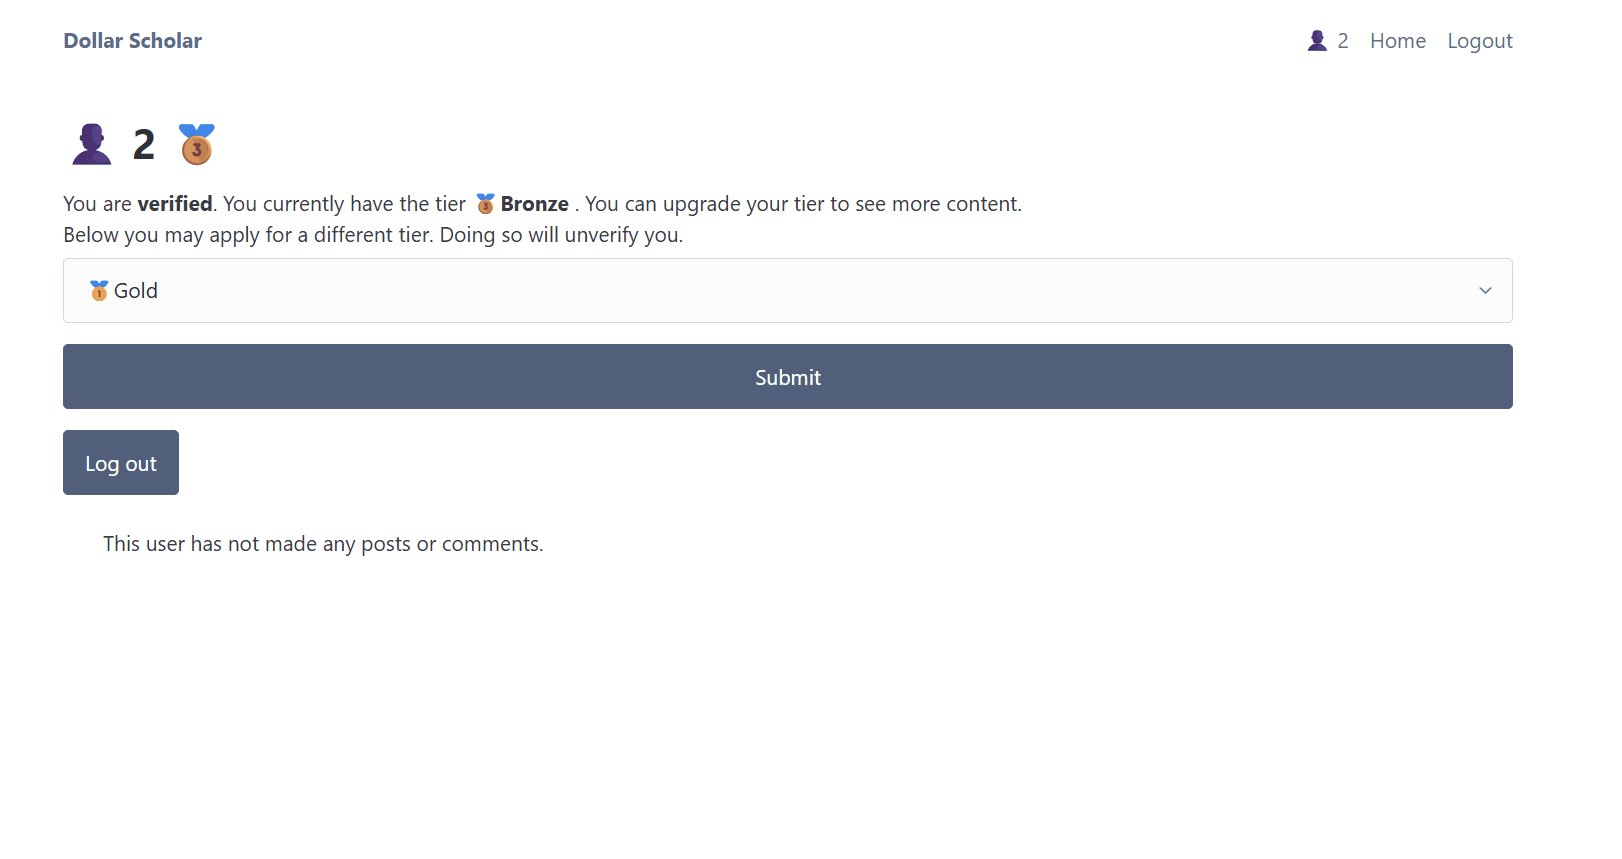 Dollar Scholar
👤 2 Home Logout
👤 2 🥉
You are verified. You currently have the tier 🥉 Bronze . You can upgrade your tier to see more content.
Below you may apply for a different tier. Doing so will unverify you.
🥇 Gold
Submit
Log out
This user has not made any posts or comments.